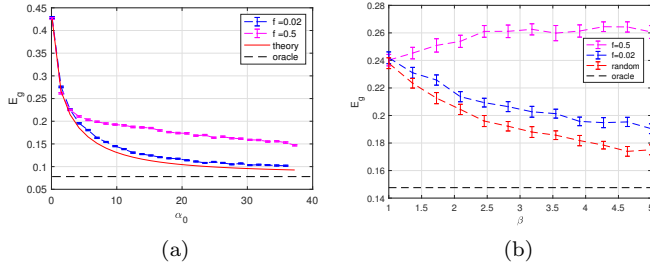 0.45
0.4
0.35
0.3
0.25
0.2
0.15
0.1
0.05
E_g
0 10 20 30 40
α_0
f =0.02
f =0.5
theory
oracle
(a)
0.28
0.26
0.24
0.22
0.2
0.18
0.16
0.14
E_g
1 1.5 2 2.5 3 3.5 4 4.5 5
β
f=0.5
f=0.02
random
oracle
(b)